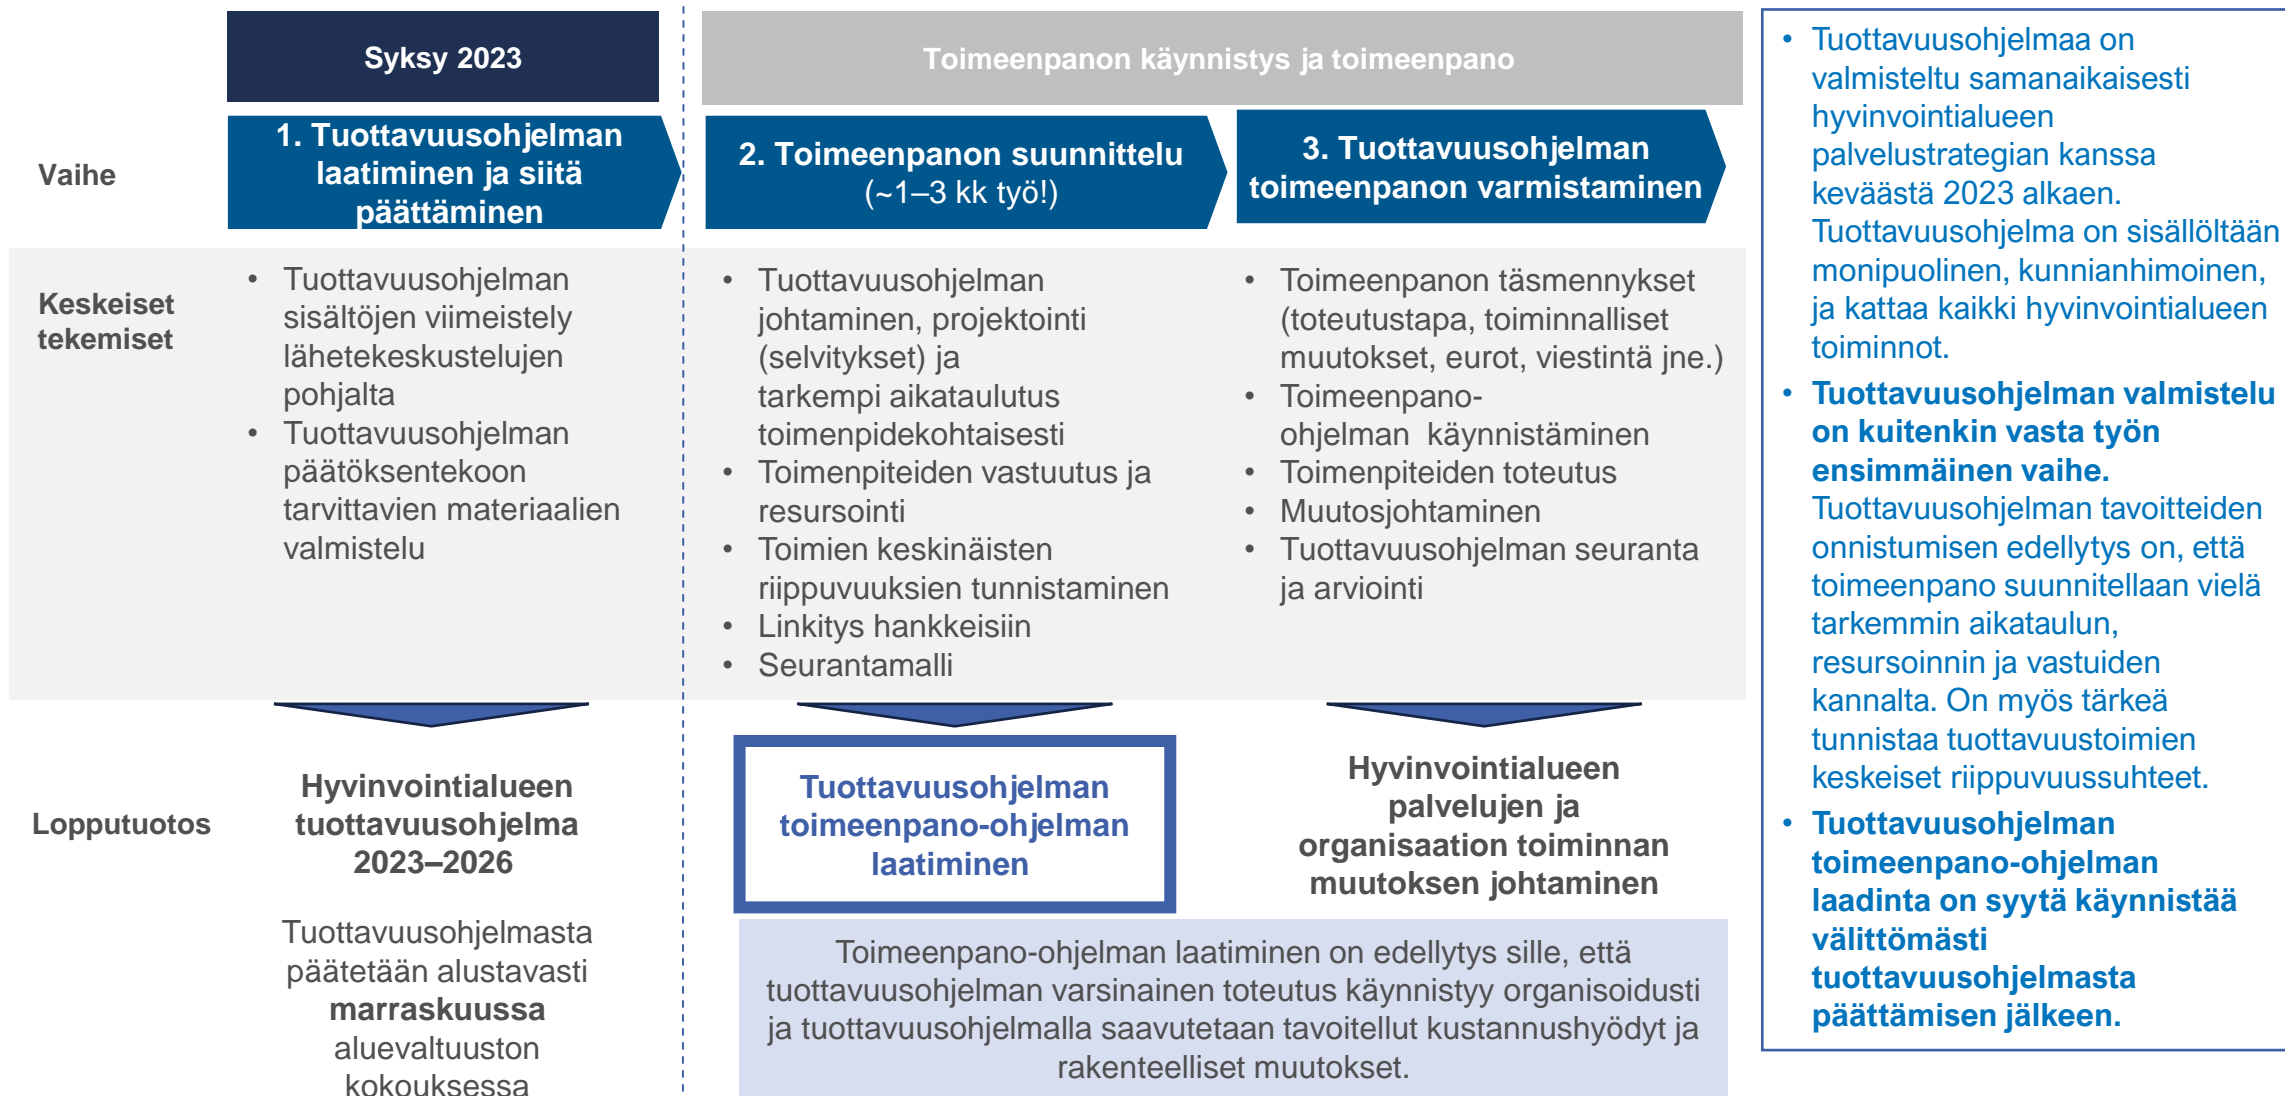 Syksy 2023
Toimeenpanon käynnistys ja toimeenpano
Vaihe
1. Tuottavuusohjelman
laatiminen ja siitä
päättäminen
2. Toimeenpanon suunnittelu
(~1–3 kk työ!)
3. Tuottavuusohjelman
toimeenpanon varmistaminen
Keskeiset
tekemiset
• Tuottavuusohjelman
sisältöjen viimeistely
lähetekeskustelujen
pohjalta
• Tuottavuusohjelman
päätöksentekoon
tarvittavien materiaalien
valmistelu
• Tuottavuusohjelman
johtaminen, projektointi
(selvitykset) ja
tarkempi aikataulutus
toimenpidekohtaisesti
• Toimenpiteiden vastuutus ja
resursointi
• Toimien keskinäisten
riippuvuuksien tunnistaminen
• Linkitys hankkeisiin
• Seurantamalli
• Toimeenpanon täsmennykset
(toteutustapa, toiminnalliset
muutokset, eurot, viestintä jne.)
• Toimeenpano-
ohjelman käynnistäminen
• Toimenpiteiden toteutus
• Muutosjohtaminen
• Tuottavuusohjelman seuranta
ja arviointi
Lopputuotos
Hyvinvointialueen
tuottavuusohjelma
2023–2026
Tuottavuusohjelmasta
päätetään alustavasti
marraskuussa
aluevaltuuston
kokouksessa
Tuottavuusohjelman
toimeenpano-ohjelman
laatiminen
Hyvinvointialueen
palvelujen ja
organisaation toiminnan
muutoksen johtaminen
Toimeenpano-ohjelman laatiminen on edellytys sille, että
tuottavuusohjelman varsinainen toteutus käynnistyy organisoidusti
ja tuottavuusohjelmalla saavutetaan tavoitellut kustannushyödyt ja
rakenteelliset muutokset.
• Tuottavuusohjelmaa on
valmisteltu samanaikaisesti
hyvinvointialueen
palvelustrategian kanssa
keväästä 2023 alkaen.
Tuottavuusohjelma on sisällöltään
monipuolinen, kunnianhimoinen,
ja kattaa kaikki hyvinvointialueen
toiminnot.
• Tuottavuusohjelman valmistelu
on kuitenkin vasta työn
ensimmäinen vaihe.
Tuottavuusohjelman tavoitteiden
onnistumisen edellytys on, että
toimeenpano suunnitellaan vielä
tarkemmin aikataulun,
resursoinnin ja vastuiden
kannalta. On myös tärkeä
tunnistaa tuottavuustoimien
keskeiset riippuvuussuhteet.
• Tuottavuusohjelman
toimeenpano-ohjelman
laadinta on syytä käynnistää
välittömästi
tuottavuusohjelmasta
päättämisen jälkeen.